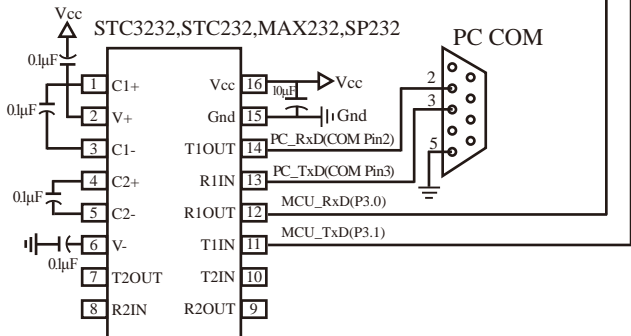 Vcc
STC3232,STC232,MAX232,SP232
PC COM
0.1μF
1 C1+ Vcc 16 Vcc
10μF
0.1μF
2 V+ Gnd 15 Gnd
3 C1- T1OUT 14 PC_RxD(COM Pin2)
4 C2+ R1IN 13 PC_TxD(COM Pin3)
0.1μF
5 C2- R1OUT 12 MCU_RxD(P3.0)
6 V- T1IN 11 MCU_TxD(P3.1)
0.1μF
7 T2OUT T2IN 10
8 R2IN R2OUT 9
2
3
5